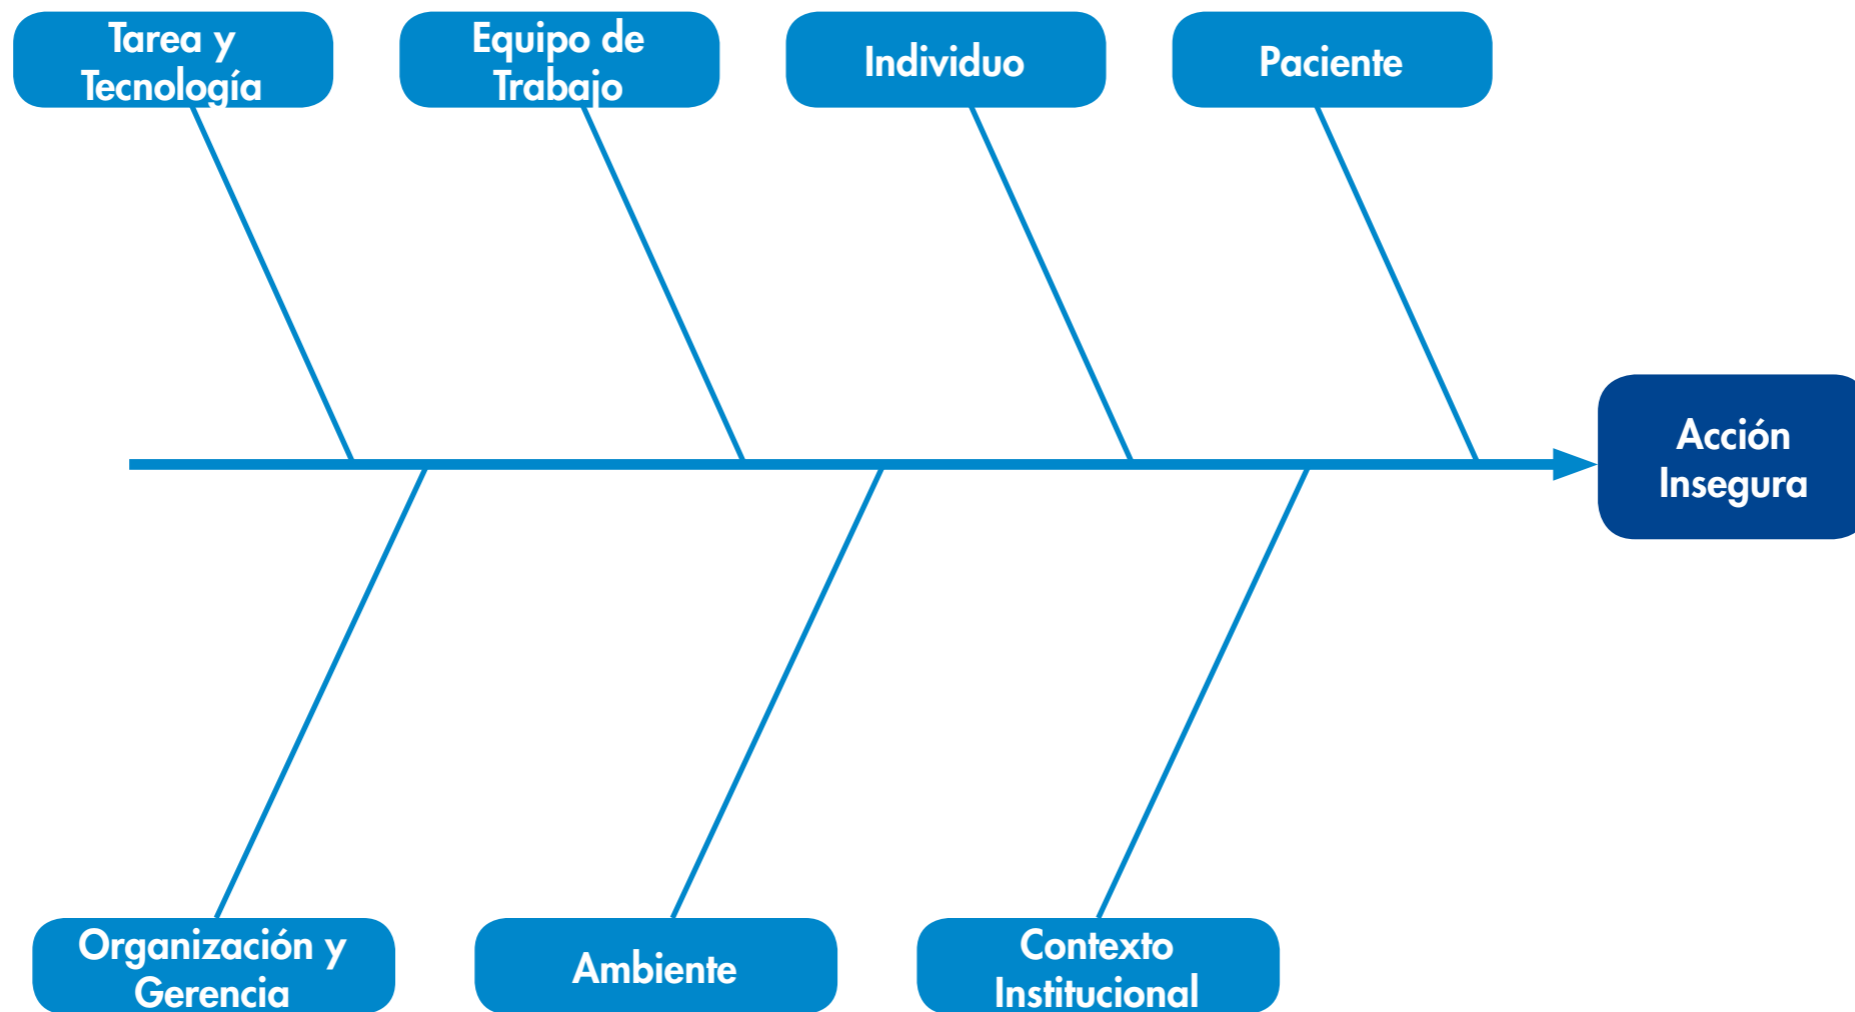 Tarea y
Tecnología
Equipo de
Trabajo
Individuo
Paciente
Acción
Insegura
Organización y
Gerencia
Ambiente
Contexto
Institucional